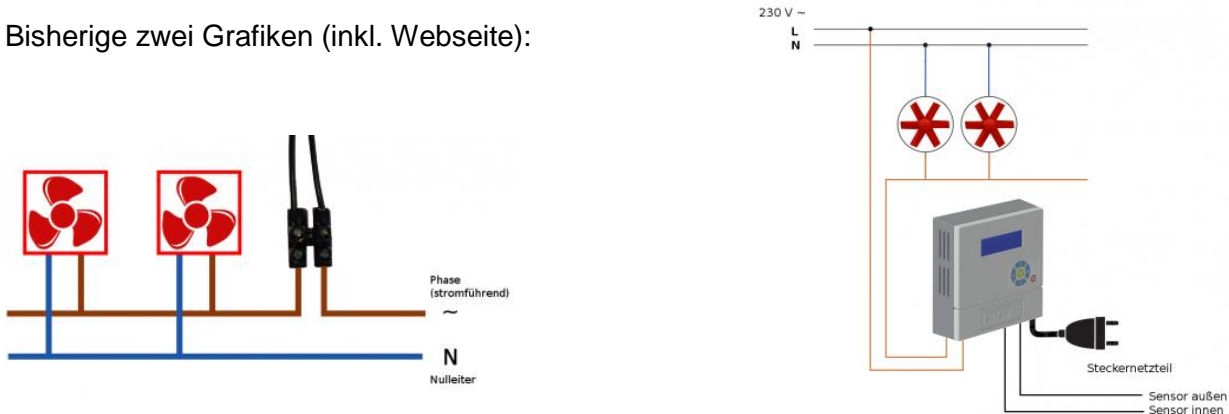 Bisherige zwei Grafiken (inkl. Webseite):
Phase
(stromführend)
~
N
Nulleiter
230 V ~
L
N
Steckernetzteil
Sensor außen
Sensor innen